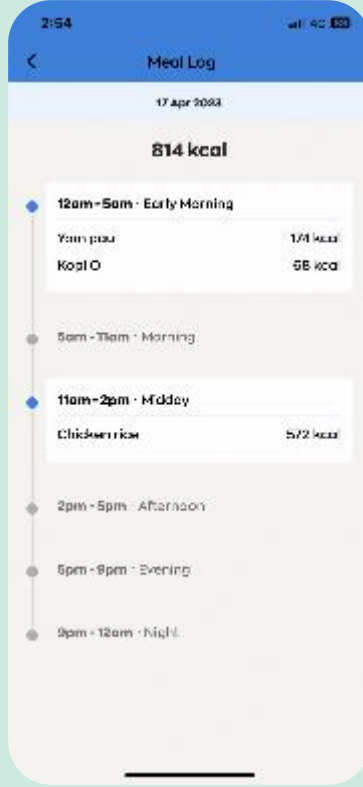 2:54
4G
Meal Log
17 Apr 2023
814 kcal
12am-5am · Early Morning
Yam pau 174 kcal
Kopi O 68 kcal
5am-11am · Morning
11am-2pm · Midday
Chicken rice 572 kcal
2pm-5pm · Afternoon
5pm-9pm · Evening
9pm-12am · Night